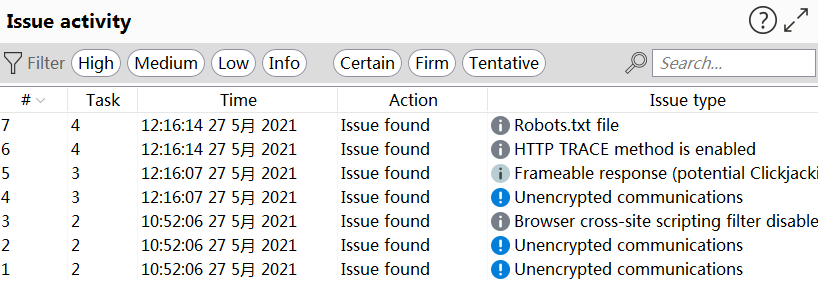 Issue activity
Filter High Medium Low Info Certain Firm Tentative Search...
# Task Time Action Issue type
7 4 12:16:14 27 5月 2021 Issue found Robots.txt file
6 4 12:16:14 27 5月 2021 Issue found HTTP TRACE method is enabled
5 3 12:16:07 27 5月 2021 Issue found Frameable response (potential Clickjacki
4 3 12:16:07 27 5月 2021 Issue found Unencrypted communications
3 2 10:52:06 27 5月 2021 Issue found Browser cross-site scripting filter disable
2 2 10:52:06 27 5月 2021 Issue found Unencrypted communications
1 2 10:52:06 27 5月 2021 Issue found Unencrypted communications